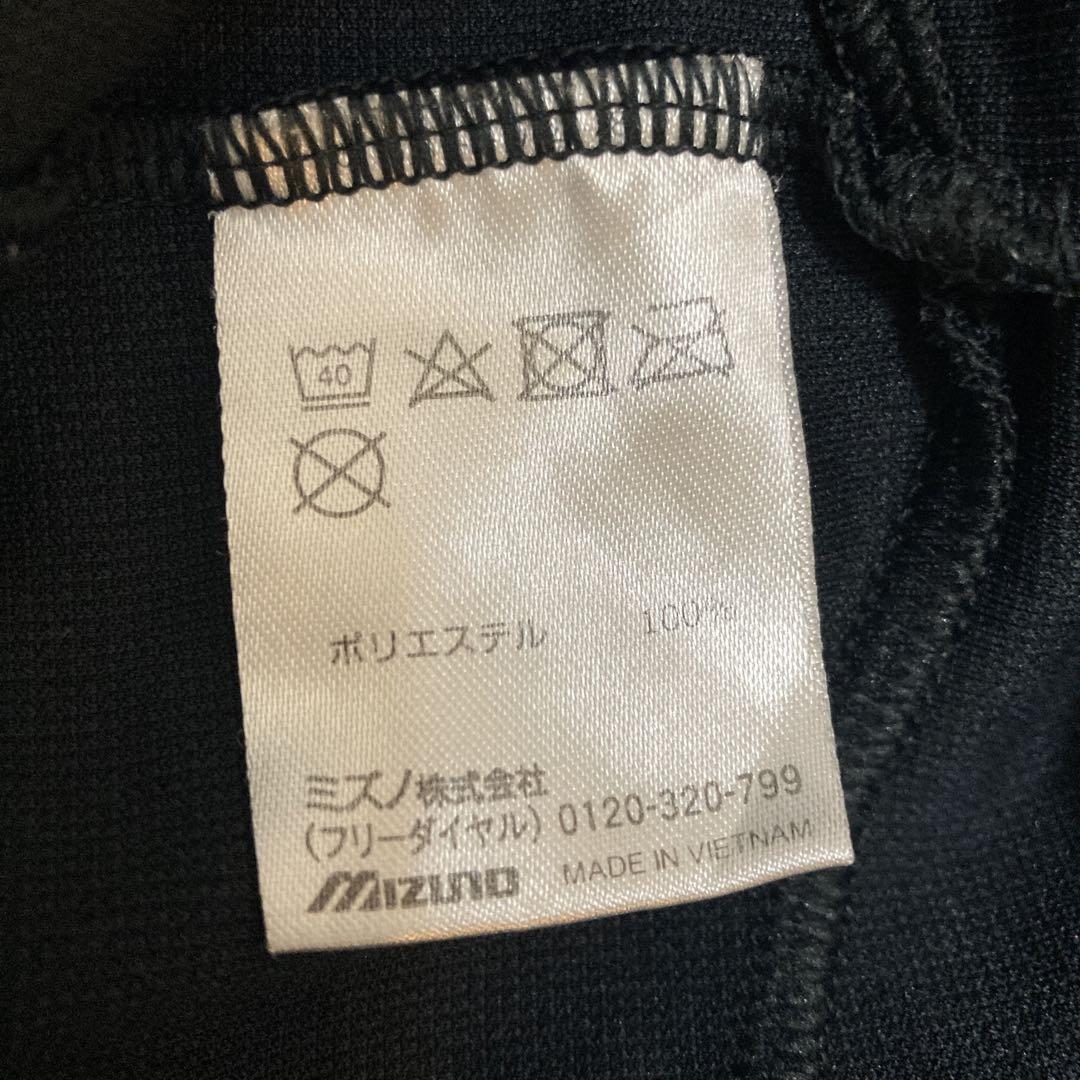 40
ポリエステル 100%
ミズノ株式会社
(フリーダイヤル) 0120-320-799
MIZUNO MADE IN VIETNAM